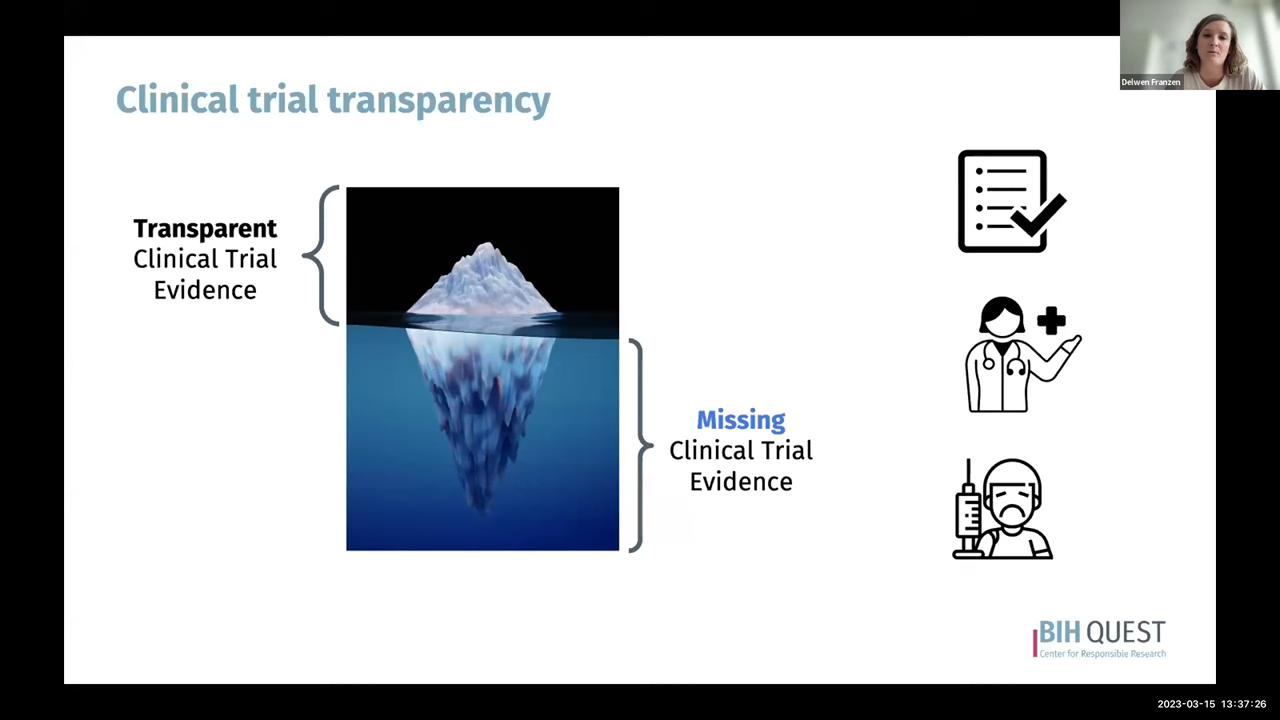 Delwen Franzen
Clinical trial transparency
Transparent
Clinical Trial
Evidence
Missing
Clinical Trial
Evidence
BIH QUEST
Center for Responsible Research
2023-03-15 13:37:26